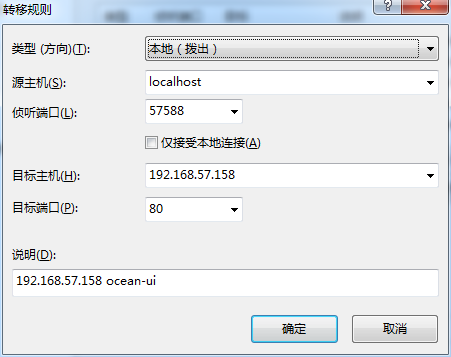 转移规则
类型 (方向)(T):
本地（拨出）
源主机(S):
localhost
侦听端口(L):
57588
仅接受本地连接(A)
目标主机(H):
192.168.57.158
目标端口(P):
80
说明(D):
192.168.57.158 ocean-ui
确定
取消